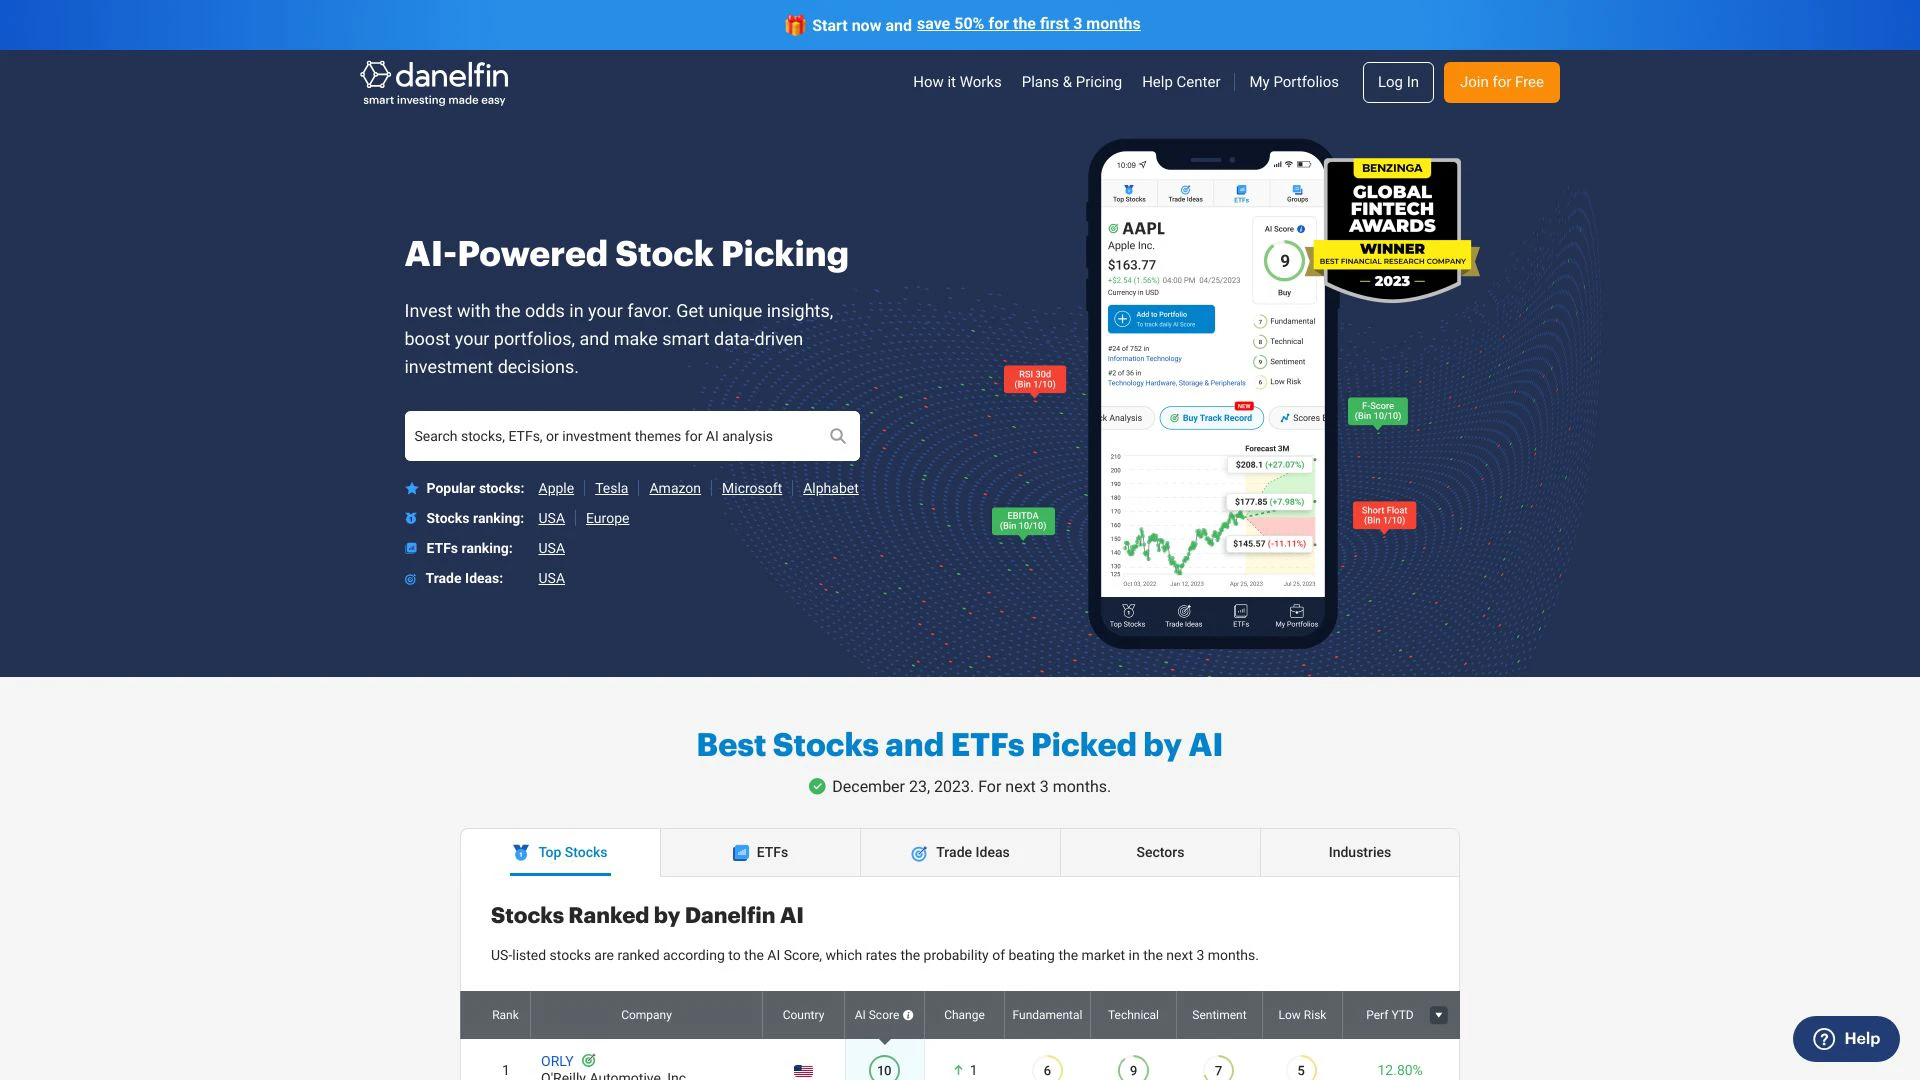 Start now and save 50% for the first 3 months
danelfin
smart investing made easy
How it Works
Plans & Pricing
Help Center
My Portfolios
Log In
Join for Free
AI-Powered Stock Picking
Invest with the odds in your favor. Get unique insights,
boost your portfolios, and make smart data-driven
investment decisions.
Search stocks, ETFs, or investment themes for AI analysis
Popular stocks: Apple Tesla Amazon Microsoft Alphabet
Stocks ranking: USA Europe
ETFs ranking: USA
Trade Ideas: USA
10:09
Top Stocks
Trade Ideas
ETFs
Groups
AAPL
Apple Inc.
$163.77
+$2.54 (1.56%) 04:00 PM 04/25/2023
Currency in USD
AI Score
9
Buy
Add to Portfolio
To track daily AI Score
#24 of 752 in
Information Technology
#2 of 36 in
Technology Hardware, Storage & Peripherals
7 Fundamental
8 Technical
9 Sentiment
6 Low Risk
ck Analysis
NEW
Buy Track Record
Scores E
Forecast 3M
210
200
190
180
170
160
150
140
130
125
$208.1 (+27.07%)
$177.85 (+7.98%)
$145.57 (-11.11%)
Oct 03, 2022
Jan 12, 2023
Apr 25, 2023
Jul 25, 2023
Top Stocks
Trade Ideas
ETFs
My Portfolios
BENZINGA
GLOBAL
FINTECH
AWARDS
WINNER
BEST FINANCIAL RESEARCH COMPANY
2023
RSI 30d
(Bin 1/10)
F-Score
(Bin 10/10)
EBITDA
(Bin 10/10)
Short Float
(Bin 1/10)
Best Stocks and ETFs Picked by AI
December 23, 2023. For next 3 months.
Top Stocks
ETFs
Trade Ideas
Sectors
Industries
Stocks Ranked by Danelfin AI
US-listed stocks are ranked according to the AI Score, which rates the probability of beating the market in the next 3 months.
Rank Company Country AI Score Change Fundamental Technical Sentiment Low Risk Perf YTD
1 ORLY 10 1 6 9 7 5 12.80%
O'Reilly Automotive, Inc
Help